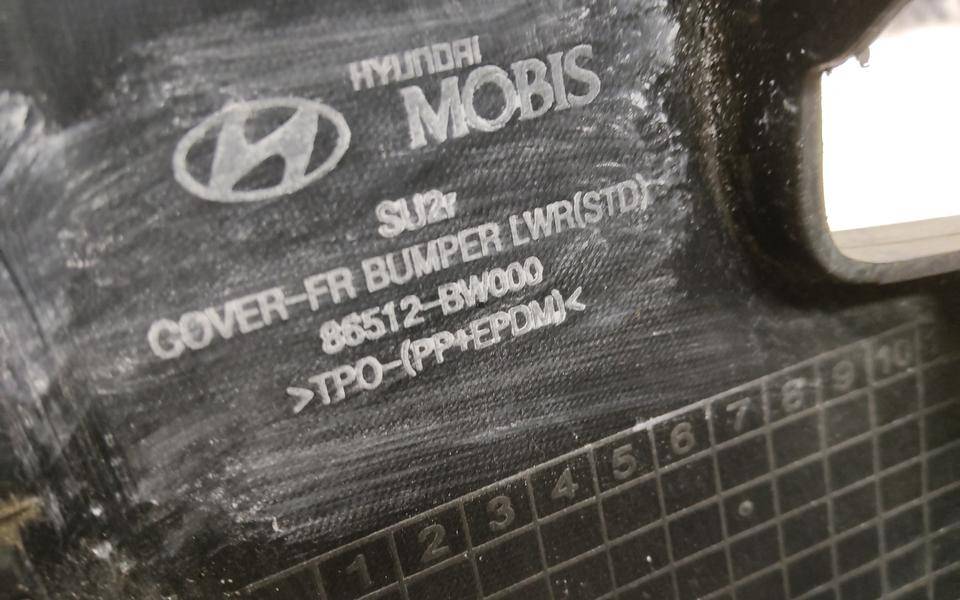 HYUNDAI
MOBIS
SU2r
COVER-FR BUMPER LWR(STD)
86512-BW000
>TPO-(PP+EPDM)<
1 2 3 4 5 6 7 8 9 10